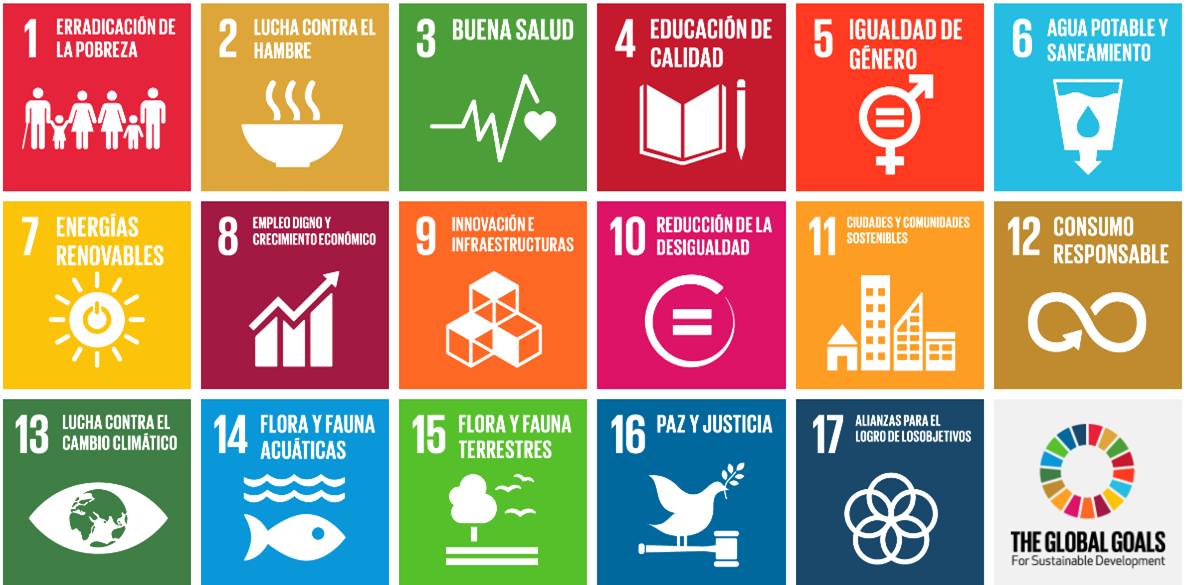 1 ERRADICACIÓN DE
LA POBREZA
2 LUCHA CONTRA EL
HAMBRE
3 BUENA SALUD
4 EDUCACIÓN DE
CALIDAD
5 IGUALDAD DE
GÉNERO
6 AGUA POTABLE Y
SANEAMIENTO
7 ENERGÍAS
RENOVABLES
8 EMPLEO DIGNO Y
CRECIMIENTO ECONÓMICO
9 INNOVACIÓN E
INFRAESTRUCTURAS
10 REDUCCIÓN DE LA
DESIGUALDAD
11 CIUDADES Y COMUNIDADES
SOSTENIBLES
12 CONSUMO
RESPONSABLE
13 LUCHA CONTRA EL
CAMBIO CLIMÁTICO
14 FLORA Y FAUNA
ACUÁTICAS
15 FLORA Y FAUNA
TERRESTRES
16 PAZ Y JUSTICIA
17 ALIANZAS PARA EL
LOGRO DE LOSOBJETIVOS
THE GLOBAL GOALS
For Sustainable Development